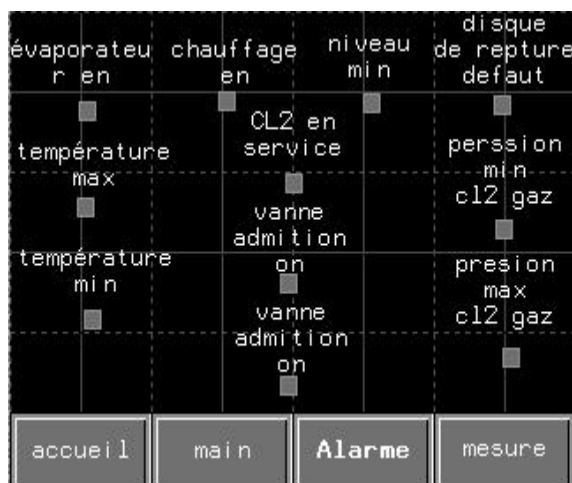 évaporateu
r en
chauffage
en
niveau
min
disque
de repture
defaut
CL2 en
service
température
max
perssion
min
cl2 gaz
vanne
admition
on
température
min
presion
max
cl2 gaz
vanne
admition
on
accueil
main
Alarme
mesure